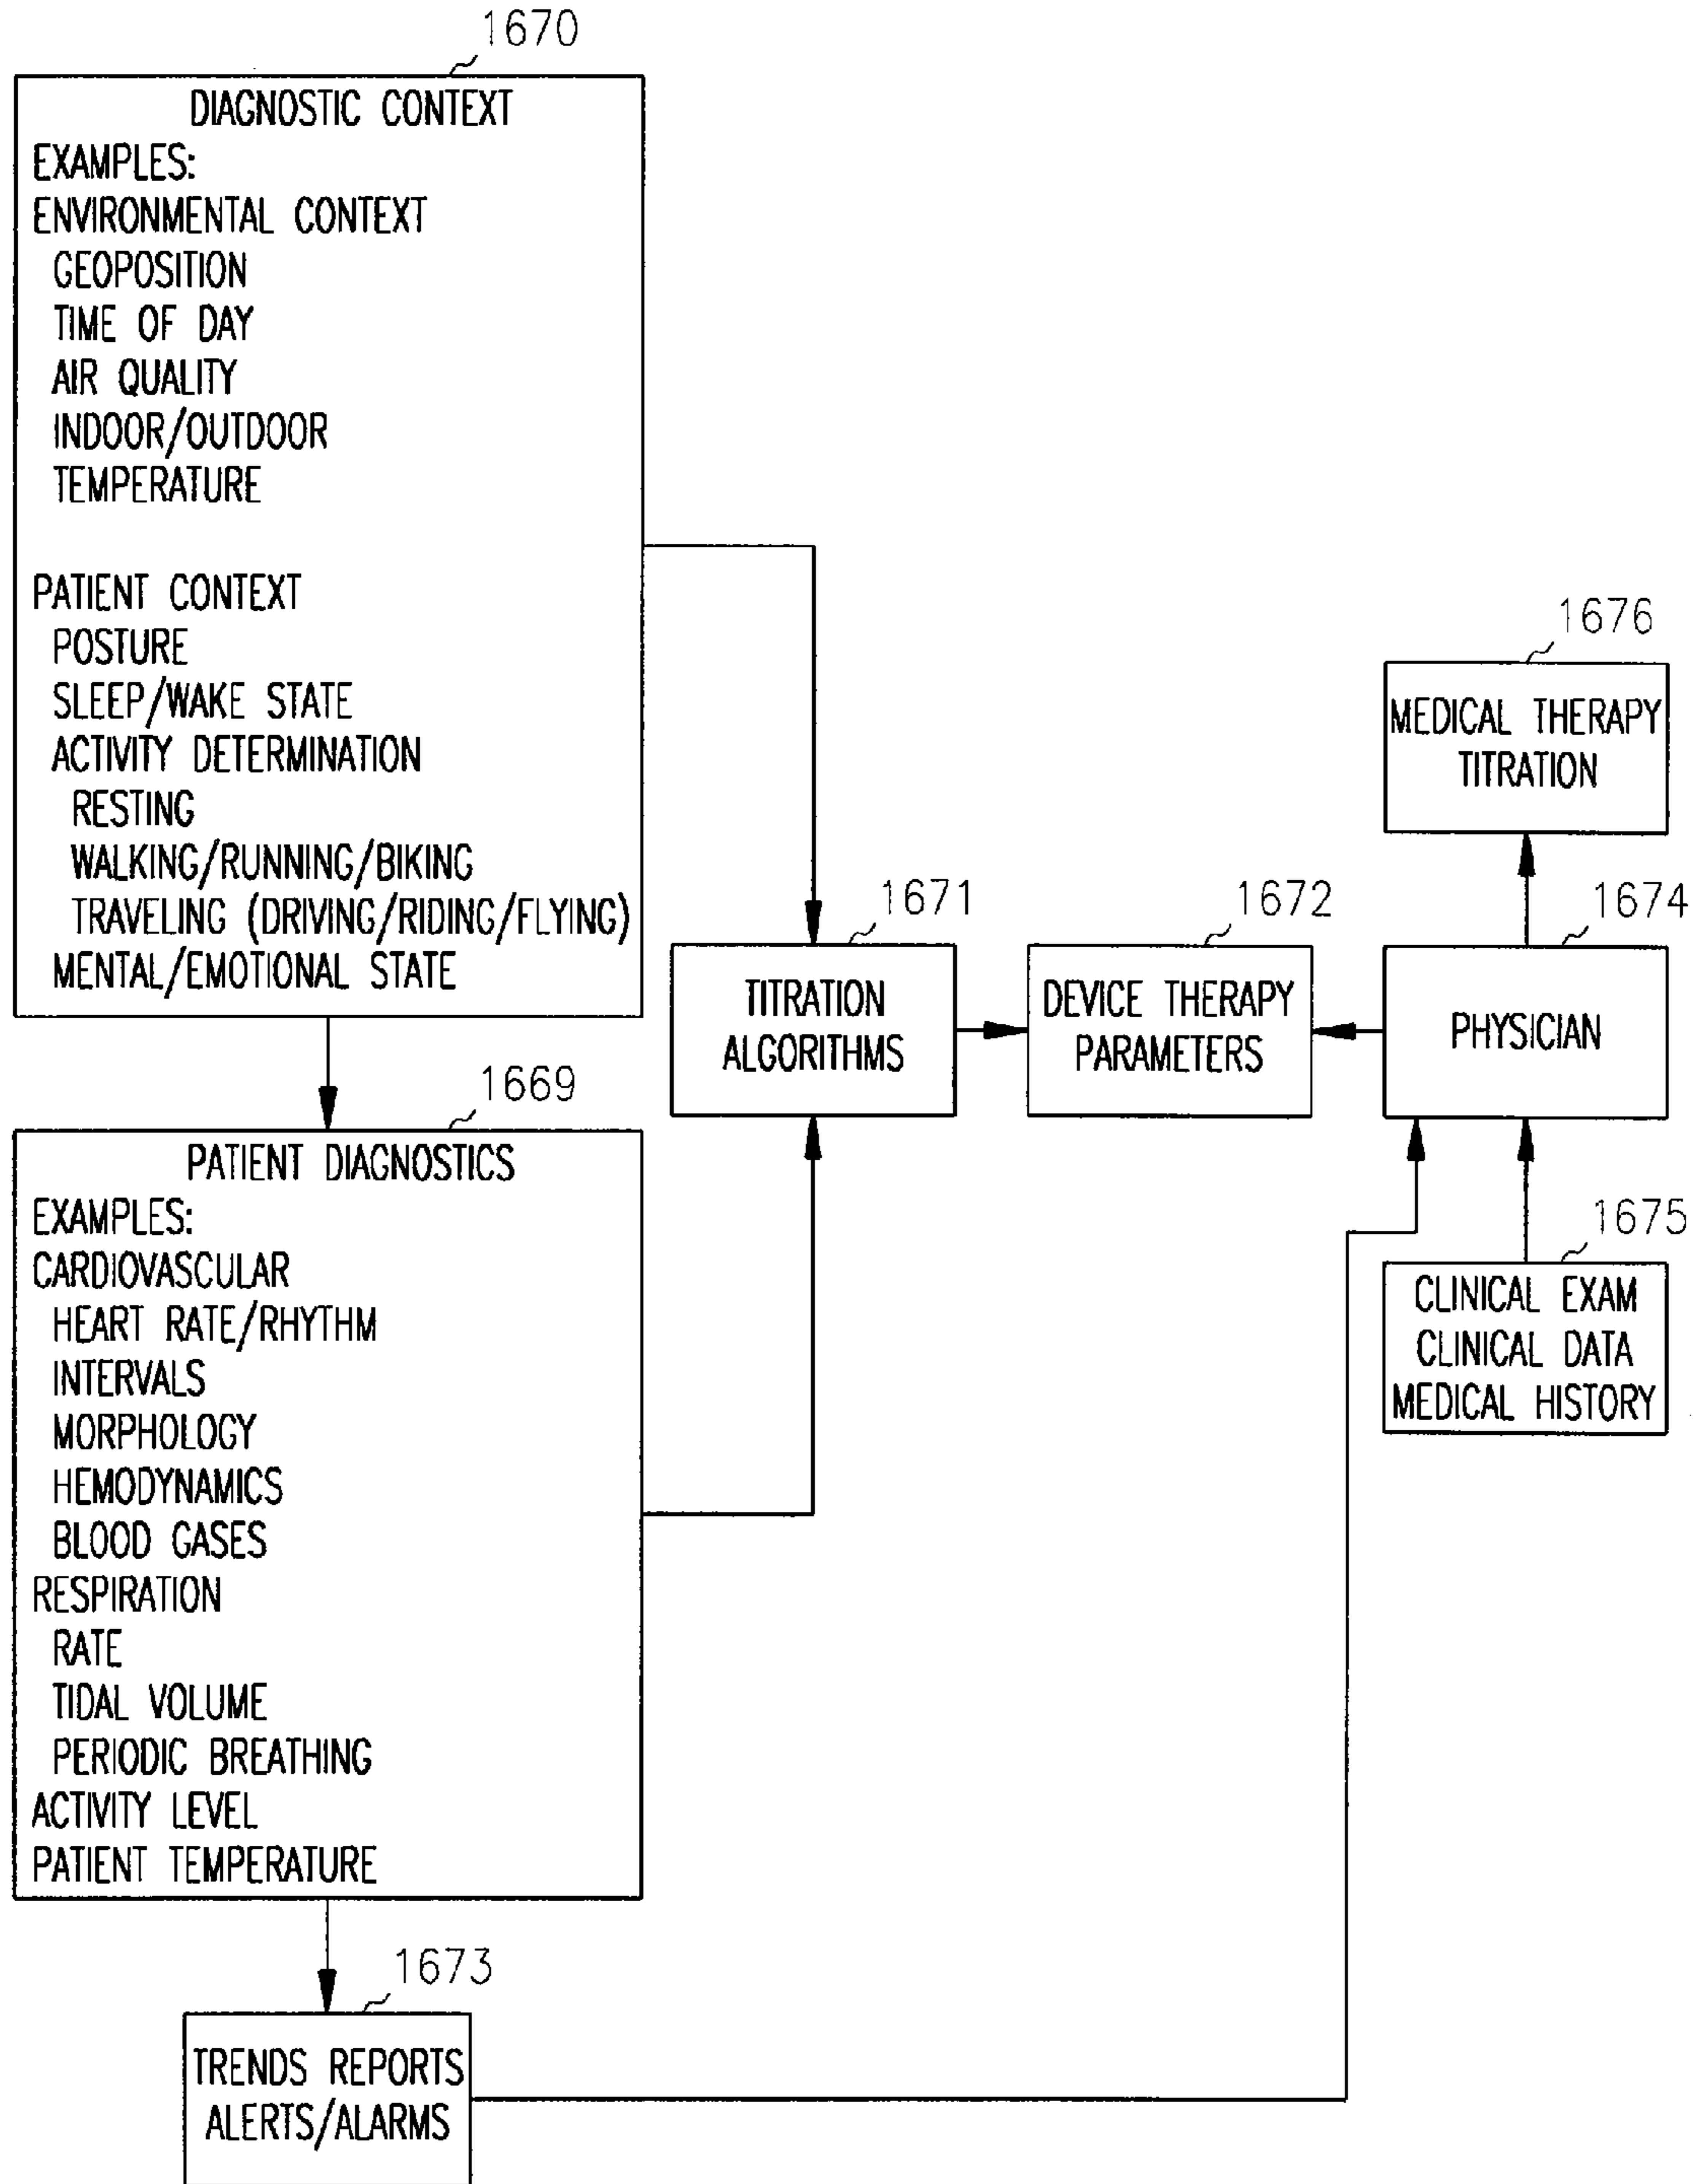 1670
DIAGNOSTIC CONTEXT
EXAMPLES:
ENVIRONMENTAL CONTEXT
GEOPOSITION
TIME OF DAY
AIR QUALITY
INDOOR/OUTDOOR
TEMPERATURE
PATIENT CONTEXT
POSTURE
SLEEP/WAKE STATE
ACTIVITY DETERMINATION
RESTING
WALKING/RUNNING/BIKING
TRAVELING (DRIVING/RIDING/FLYING)
MENTAL/EMOTIONAL STATE
1669
PATIENT DIAGNOSTICS
EXAMPLES:
CARDIOVASCULAR
HEART RATE/RHYTHM
INTERVALS
MORPHOLOGY
HEMODYNAMICS
BLOOD GASES
RESPIRATION
RATE
TIDAL VOLUME
PERIODIC BREATHING
ACTIVITY LEVEL
PATIENT TEMPERATURE
1673
TRENDS REPORTS
ALERTS/ALARMS
1671
TITRATION
ALGORITHMS
1672
DEVICE THERAPY
PARAMETERS
1676
MEDICAL THERAPY
TITRATION
1674
PHYSICIAN
1675
CLINICAL EXAM
CLINICAL DATA
MEDICAL HISTORY